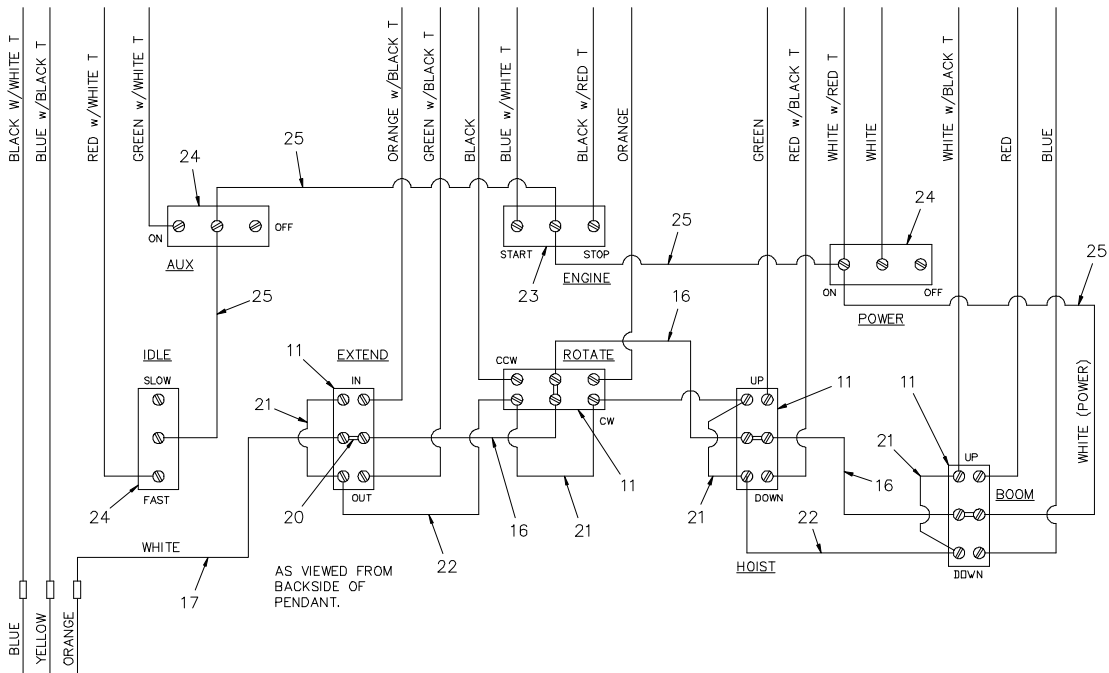 BLACK w/WHITE T
BLUE w/BLACK T
RED w/WHITE T
GREEN w/WHITE T
ORANGE w/BLACK T
GREEN w/BLACK T
BLACK
BLUE w/WHITE T
BLACK w/RED T
ORANGE
GREEN
RED w/BLACK T
WHITE w/RED T
WHITE
WHITE w/BLACK T
RED
BLUE
24
25
ON
OFF
AUX
START
STOP
23
ENGINE
25
24
ON
OFF
POWER
25
25
16
IDLE
SLOW
FAST
24
11
EXTEND
IN
OUT
21
20
CCW
ROTATE
CW
11
16
21
22
UP
11
DOWN
21
HOIST
11
21
UP
BOOM
DOWN
16
22
WHITE (POWER)
WHITE
17
AS VIEWED FROM
BACKSIDE OF
PENDANT.
BLUE
YELLOW
ORANGE